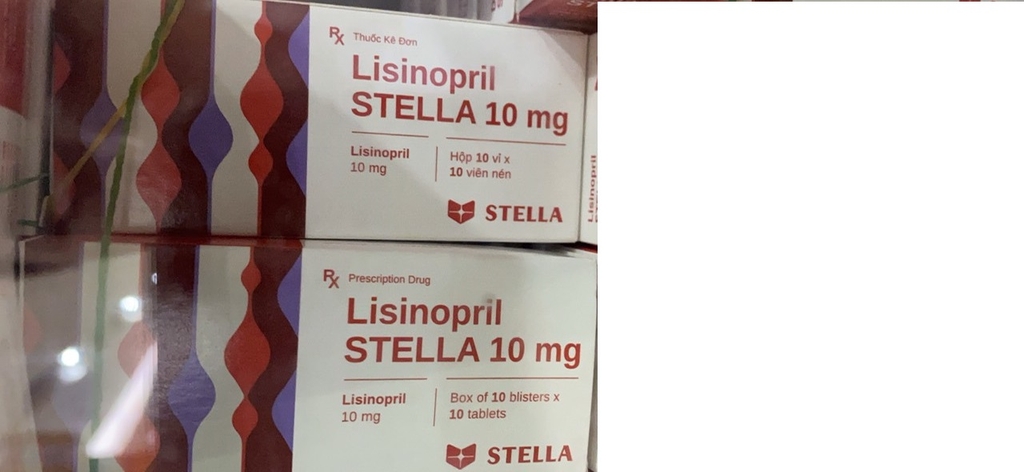 Rx Thuốc Kê Đơn
Lisinopril
STELLA 10 mg
Lisinopril
10 mg
Hộp 10 vỉ x
10 viên nén
STELLA
Lisinopril
Rx Prescription Drug
Lisinopril
STELLA 10 mg
Lisinopril
10 mg
Box of 10 blisters x
10 tablets
STELLA